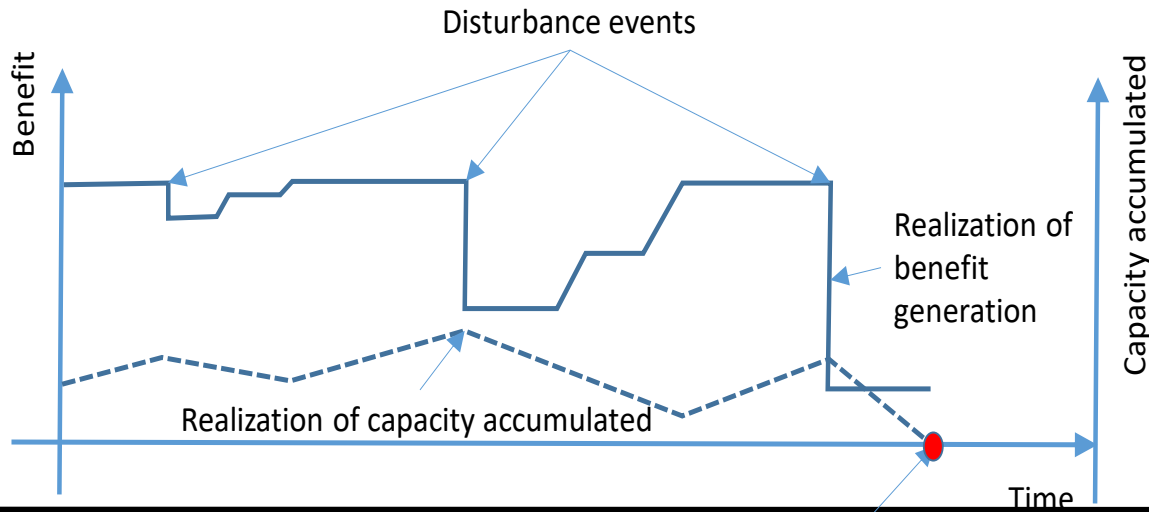 Disturbance events
Benefit
Capacity accumulated
Realization of
benefit
generation
Realization of capacity accumulated
Time